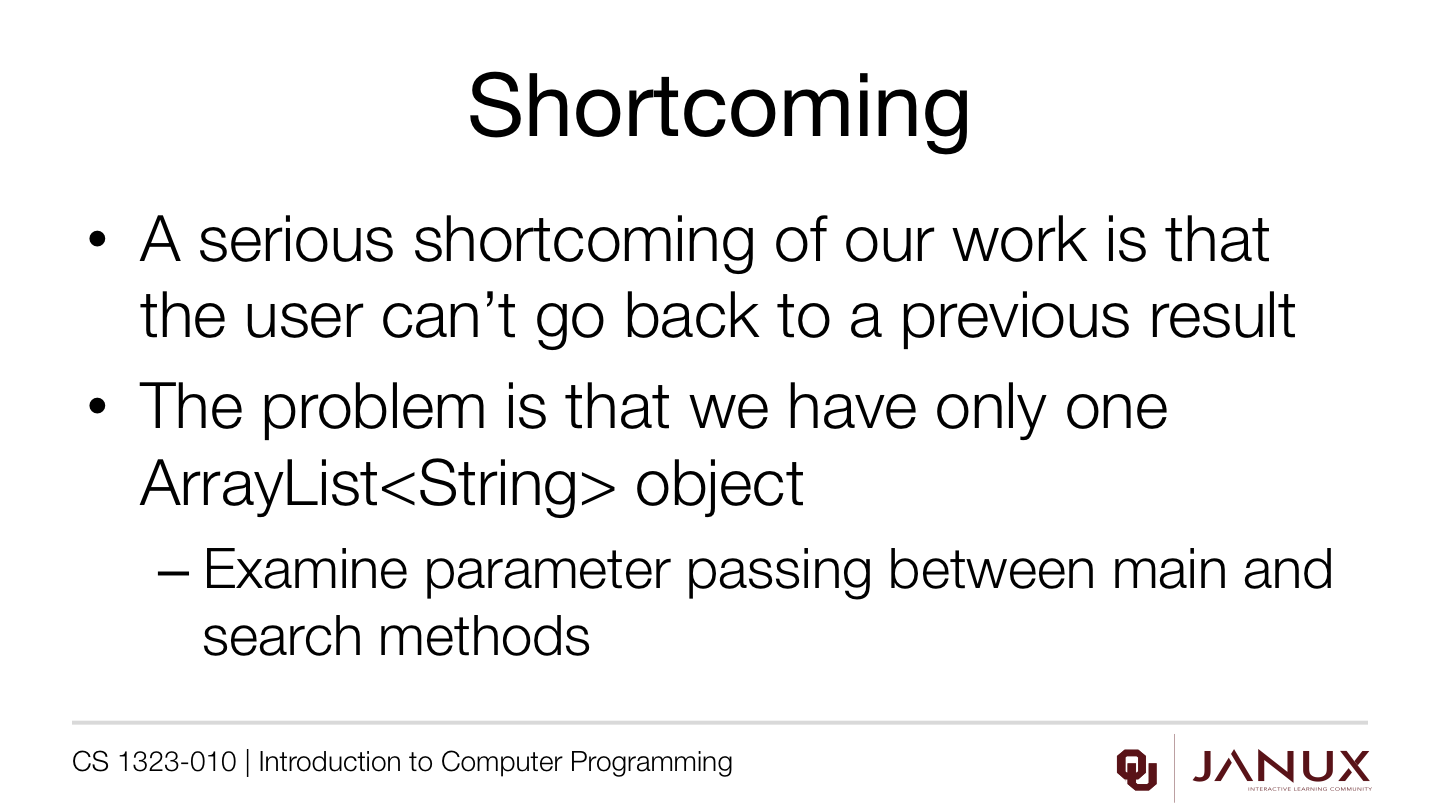 Shortcoming
• A serious shortcoming of our work is that
the user can’t go back to a previous result
• The problem is that we have only one
ArrayList<String> object
– Examine parameter passing between main and
search methods
CS 1323-010 | Introduction to Computer Programming
OU
JANUX
INTERACTIVE LEARNING COMMUNITY